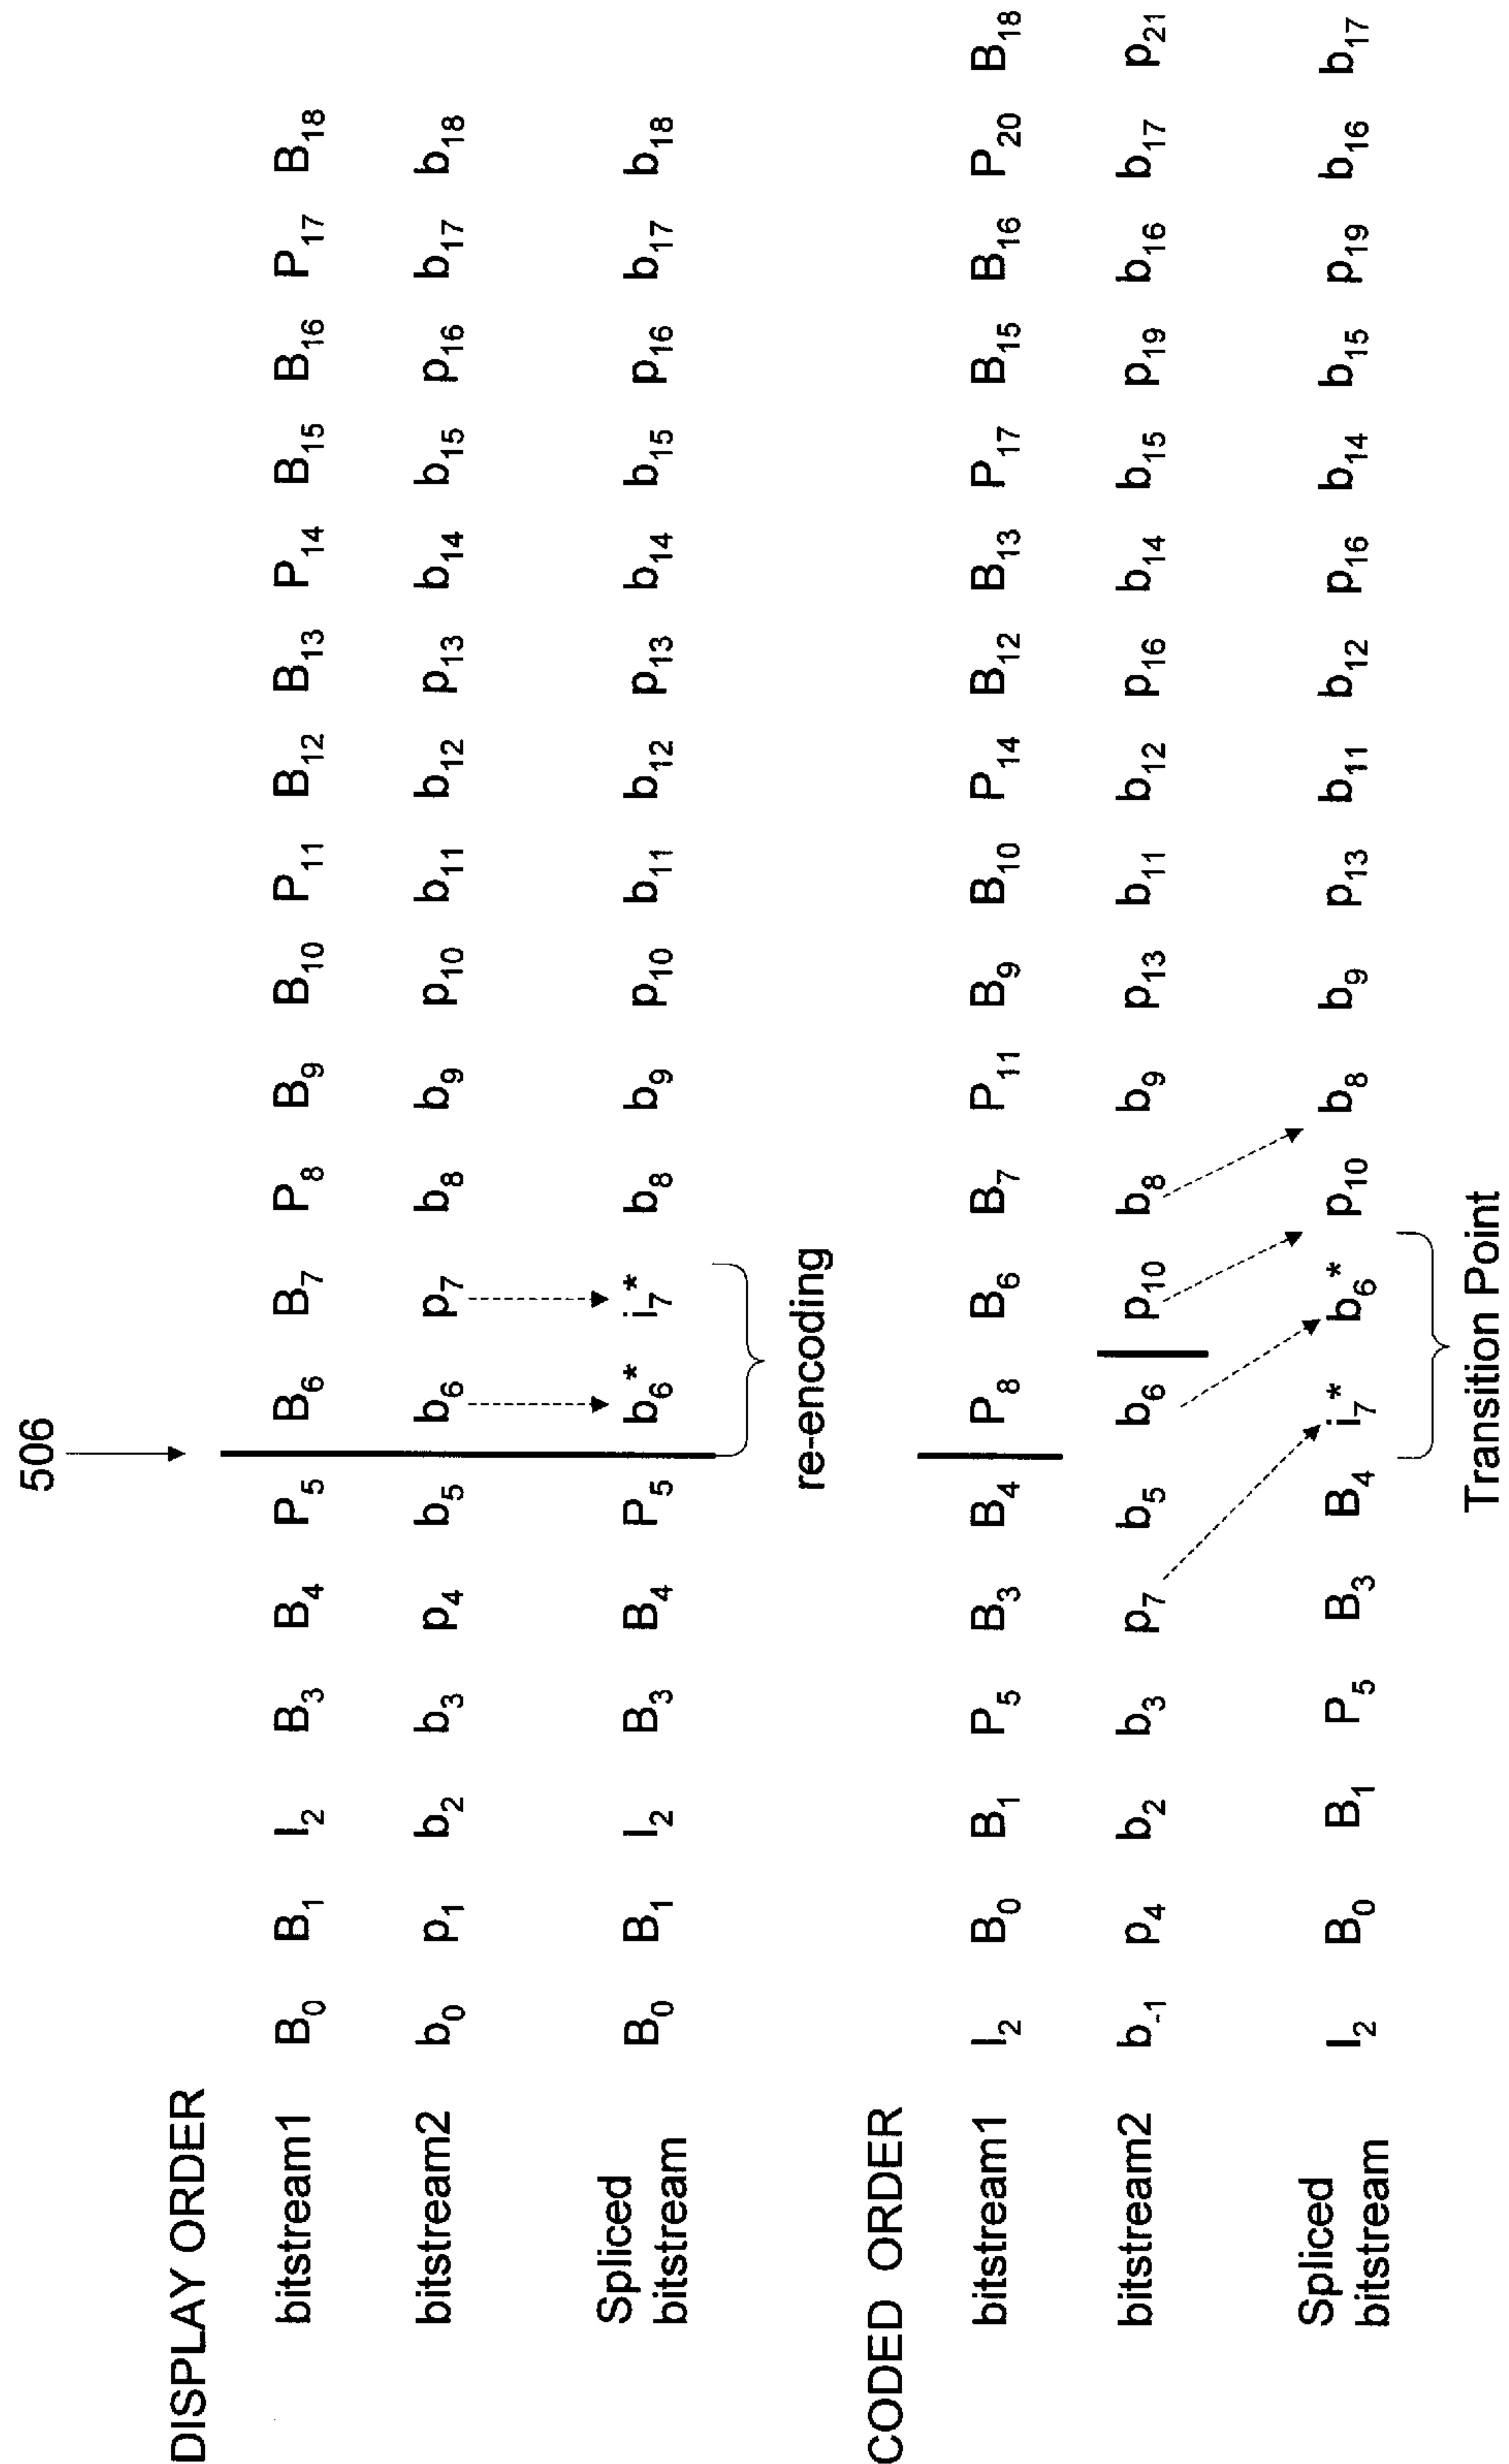 506
DISPLAY ORDER
bitstream1 B0 B1 I2 B3 B4 P5 B6 B7 P8 B9 B10 P11 B12 B13 P14 B15 B16 P17 B18
bitstream2 b0 p1 b2 b3 p4 b5 b6 p7 b8 b9 p10 b11 b12 p13 b14 b15 p16 b17 b18
Spliced bitstream B0 B1 I2 B3 B4 P5 b6* i7* b8 b9 p10 b11 b12 p13 b14 b15 p16 b17 b18
re-encoding
CODED ORDER
bitstream1 I2 B0 B1 P5 B3 B4 P8 B6 B7 P11 B9 B10 P14 B12 B13 P17 B15 B16 P20 B18
bitstream2 b-1 p4 b2 b3 p7 b5 b6 p10 b8 b9 p13 b11 b12 p16 b14 b15 p19 b16 b17 p21
Spliced bitstream I2 B0 B1 P5 B3 B4 i7* b6* p10 b8 b9 p13 b11 b12 p16 b14 b15 p19 b16 b17
Transition Point